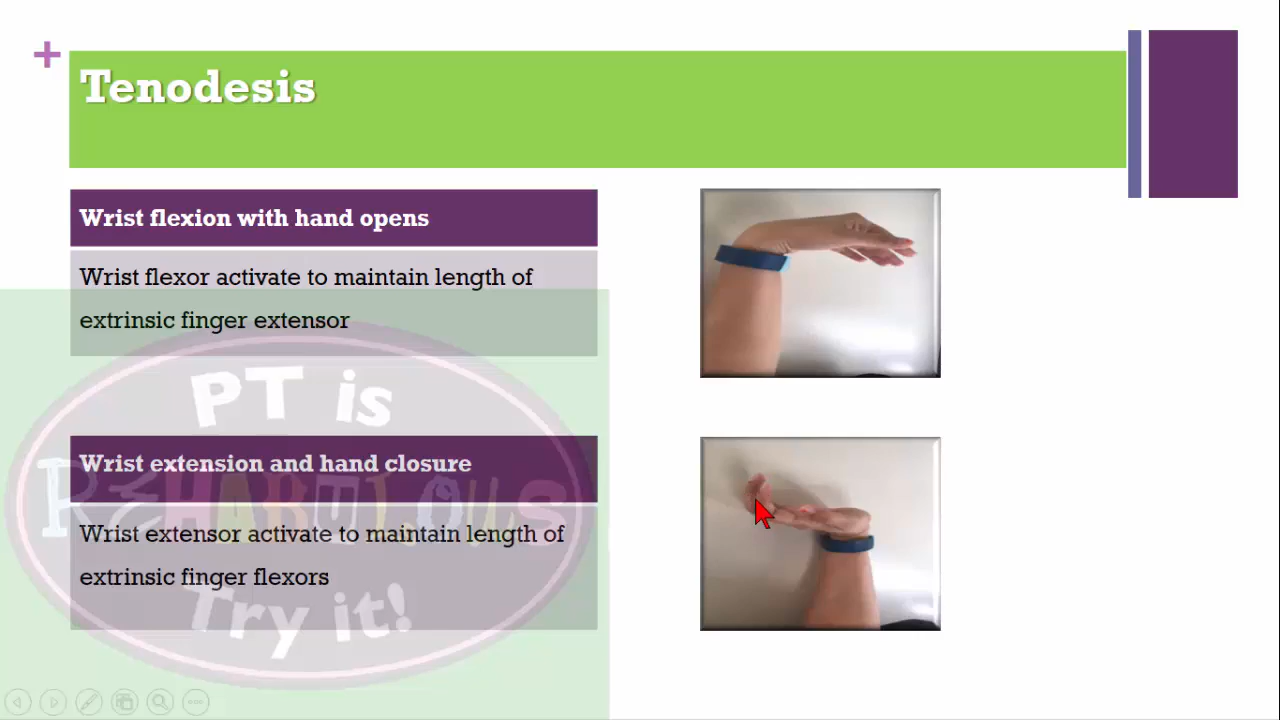 +
Tenodesis
Wrist flexion with hand opens
Wrist flexor activate to maintain length of
extrinsic finger extensor
PT is
Wrist extension and hand closure
REHABULOUS
Wrist extensor activate to maintain length of
extrinsic finger flexors
Try it!